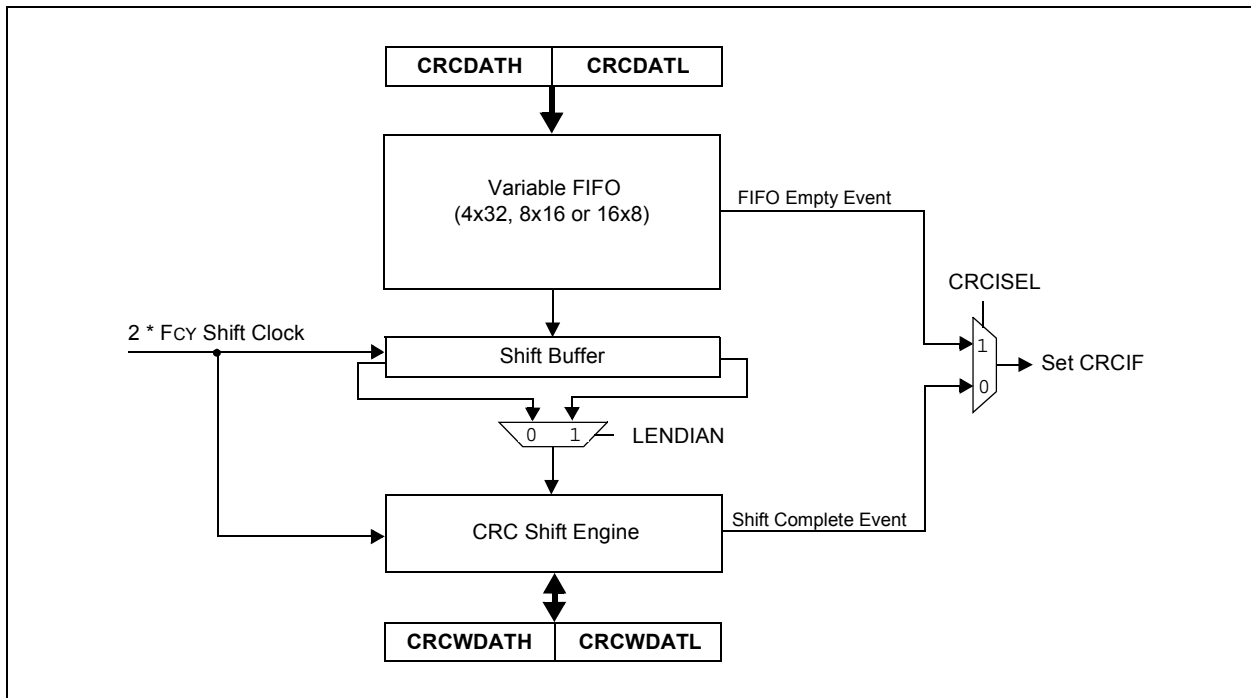 CRCDATH CRCDATL
Variable FIFO
(4x32, 8x16 or 16x8)
FIFO Empty Event
CRCISEL
2 * FCY Shift Clock
1
Set CRCIF
Shift Buffer
0
0 1
LENDIAN
Shift Complete Event
CRC Shift Engine
CRCWDATH CRCWDATL